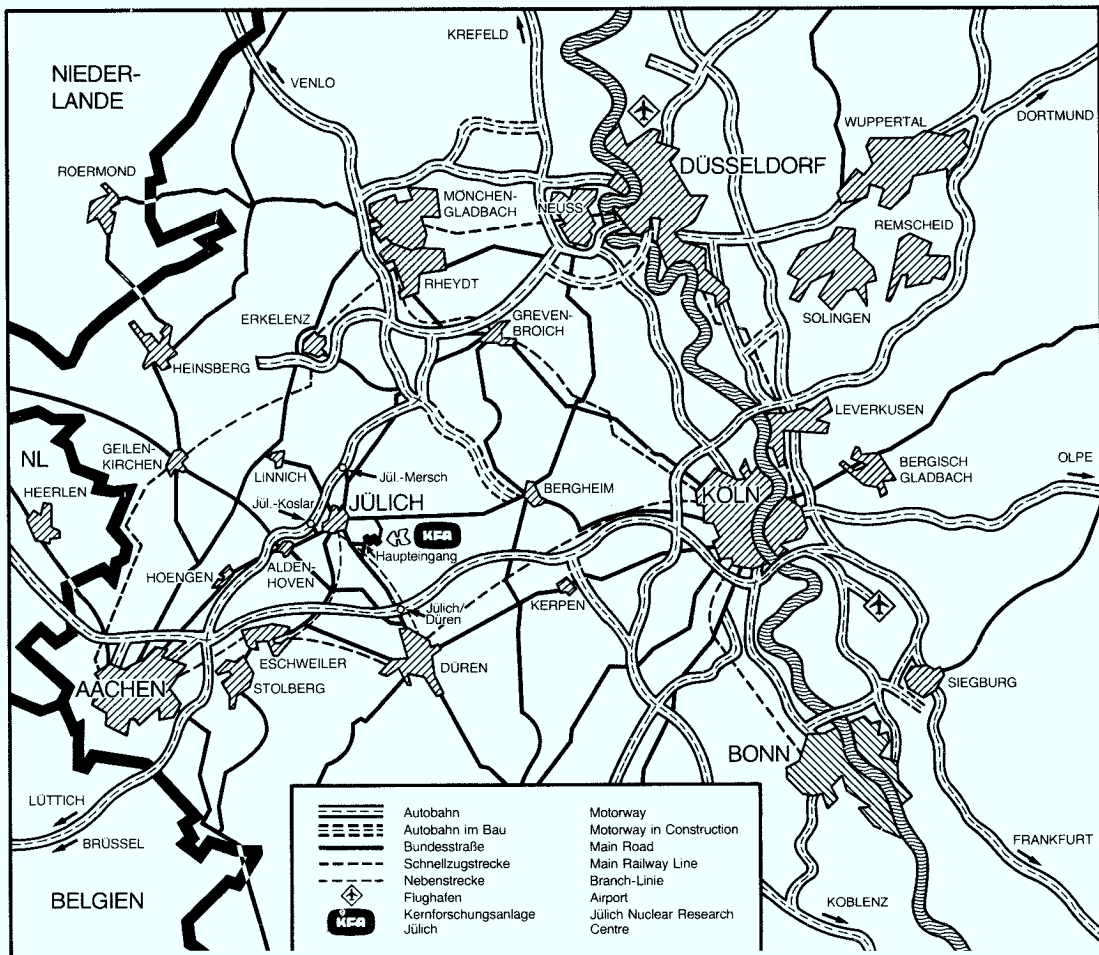 KREFELD
NIEDER-
LANDE
VENLO
DORTMUND
WUPPERTAL
DÜSSELDORF
ROERMOND
MÖNCHEN-
GLADBACH
NEUSS
REMSCHEID
RHEYDT
ERKELENZ
GREVEN-
BROICH
SOLINGEN
HEINSBERG
LEVERKUSEN
GEILEN-
KIRCHEN
NL
LINNICH
Jül.-Mersch
BERGISCH
GLADBACH
OLPE
HEERLEN
Jül.-Koslar
JÜLICH
BERGHEIM
KÖLN
KFA
Haupteingang
HOENGEN
ALDEN-
HOVEN
Jülich/
Düren
KERPEN
ESCHWEILER
DÜREN
AACHEN
STOLBERG
SIEGBURG
BONN
LÜTTICH
BRÜSSEL
FRANKFURT
BELGIEN
KOBLENZ
Autobahn Motorway
Autobahn im Bau Motorway in Construction
Bundesstraße Main Road
Schnellzugstrecke Main Railway Line
Nebenstrecke Branch-Linie
Flughafen Airport
KFA Kernforschungsanlage Jülich Nuclear Research
Jülich Centre